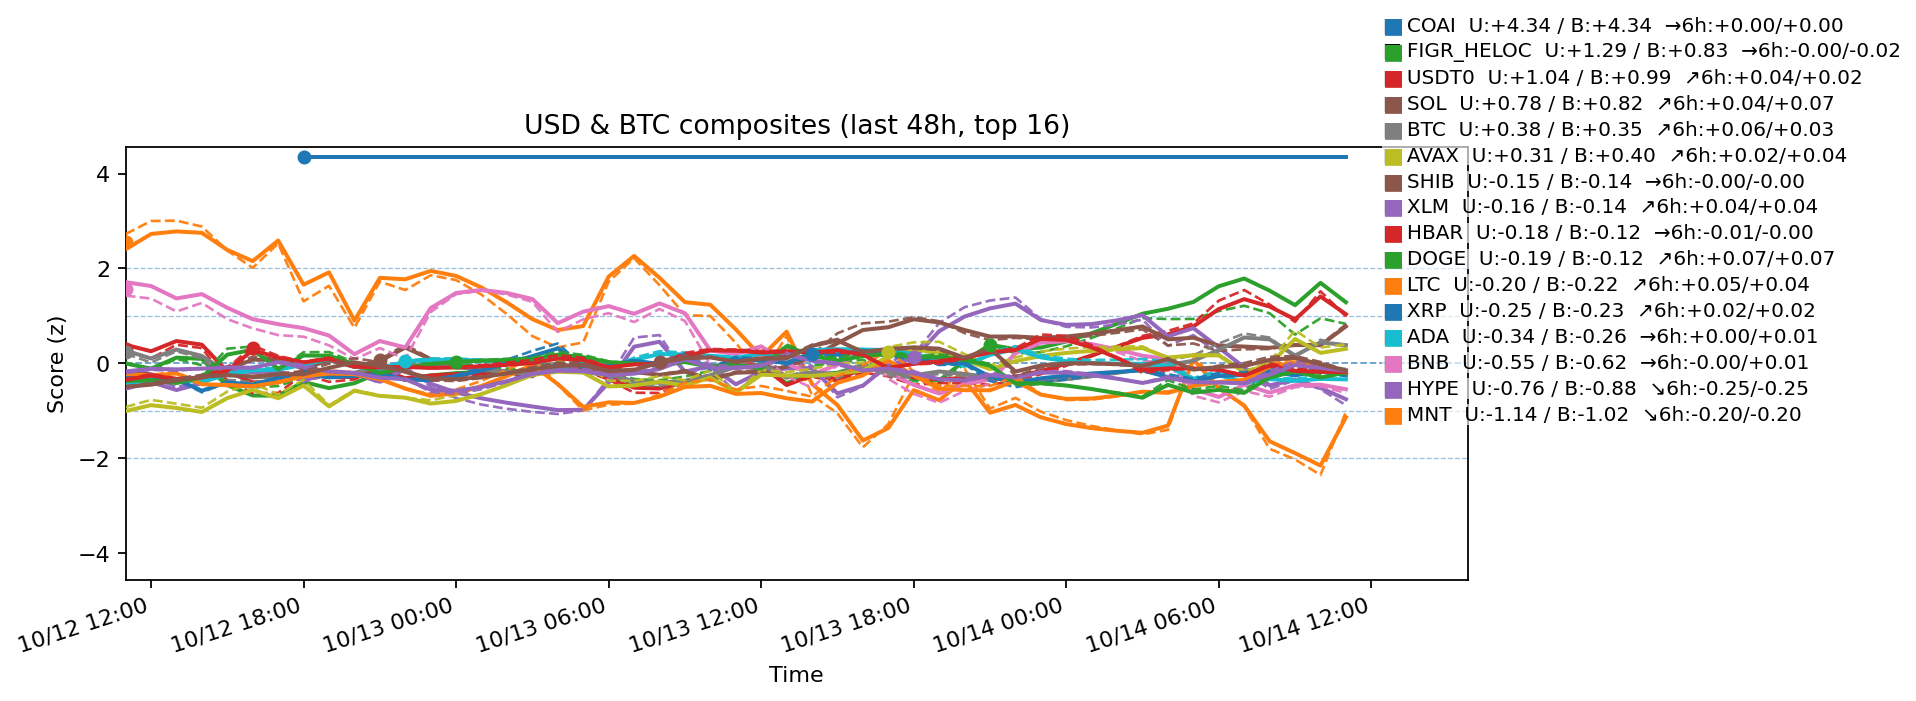 COAI U:+4.34 / B:+4.34 →6h:+0.00/+0.00
FIGR_HELOC U:+1.29 / B:+0.83 →6h:-0.00/-0.02
USDT0 U:+1.04 / B:+0.99 ↗6h:+0.04/+0.02
SOL U:+0.78 / B:+0.82 ↗6h:+0.04/+0.07
BTC U:+0.38 / B:+0.35 ↗6h:+0.06/+0.03
AVAX U:+0.31 / B:+0.40 ↗6h:+0.02/+0.04
SHIB U:-0.15 / B:-0.14 →6h:-0.00/-0.00
XLM U:-0.16 / B:-0.14 ↗6h:+0.04/+0.04
HBAR U:-0.18 / B:-0.12 →6h:-0.01/-0.00
DOGE U:-0.19 / B:-0.12 ↗6h:+0.07/+0.07
LTC U:-0.20 / B:-0.22 ↗6h:+0.05/+0.04
XRP U:-0.25 / B:-0.23 ↗6h:+0.02/+0.02
ADA U:-0.34 / B:-0.26 →6h:+0.00/+0.01
BNB U:-0.55 / B:-0.62 →6h:-0.00/+0.01
HYPE U:-0.76 / B:-0.88 ↘6h:-0.25/-0.25
MNT U:-1.14 / B:-1.02 ↘6h:-0.20/-0.20
USD & BTC composites (last 48h, top 16)
Score (z)
4
2
0
−2
−4
10/12 12:00
10/12 18:00
10/13 00:00
10/13 06:00
10/13 12:00
10/13 18:00
10/14 00:00
10/14 06:00
10/14 12:00
Time